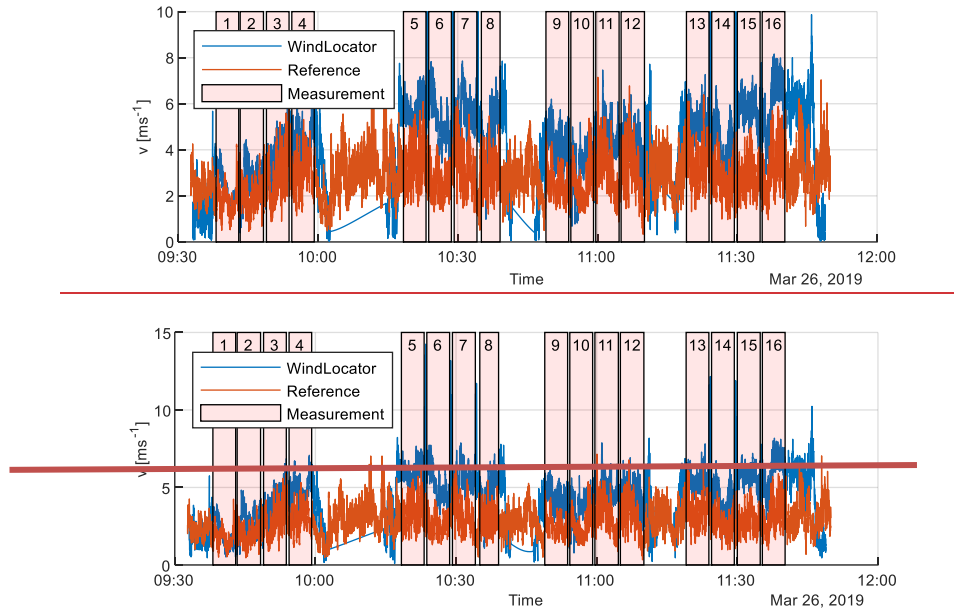 10
8
6
4
2
0
v [ms-1]
1 2 3 4 5 6 7 8 9 10 11 12 13 14 15 16
WindLocator
Reference
Measurement
09:30 10:00 10:30 11:00 11:30 12:00
Time
Mar 26, 2019
15
10
5
0
[ms-1]
1 2 3 4 5 6 7 8 9 10 11 12 13 14 15 16
WindLocator
Reference
Measurement
09:30 10:00 10:30 11:00 11:30 12:00
Time
Mar 26, 2019